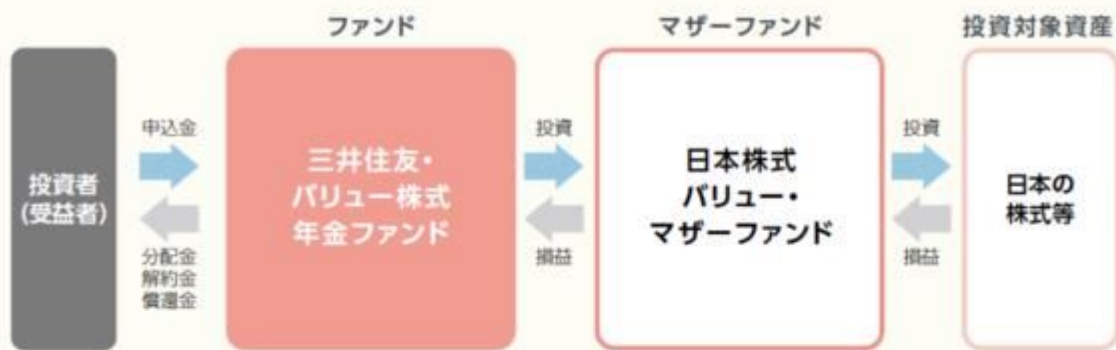 ファンド
マザーファンド
投資対象資産
投資者
(受益者)
申込金
分配金
解約金
償還金
三井住友・
バリュー株式
年金ファンド
投資
損益
日本株式
バリュー・
マザーファンド
投資
損益
日本の
株式等